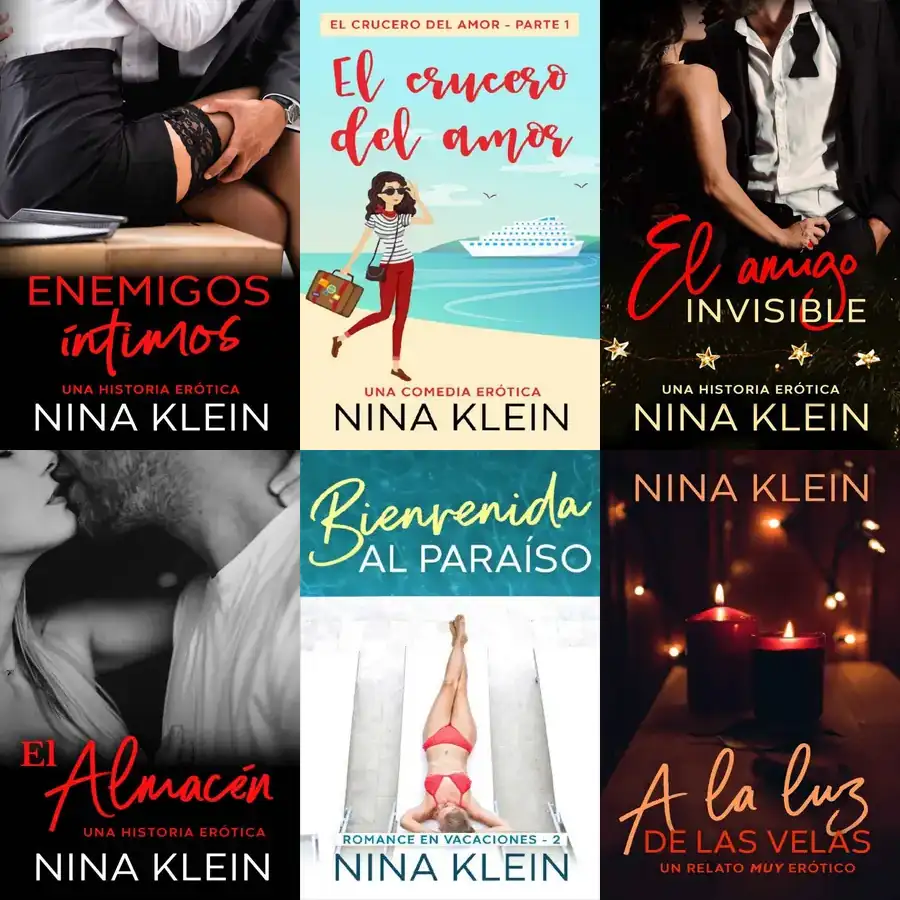 ENEMIGOS
íntimos
UNA HISTORIA ERÓTICA
NINA KLEIN
EL CRUCERO DEL AMOR - PARTE 1
El crucero
del amor
UNA COMEDIA ERÓTICA
NINA KLEIN
El amigo
INVISIBLE
UNA HISTORIA ERÓTICA
NINA KLEIN
El Almacén
UNA HISTORIA ERÓTICA
NINA KLEIN
Bienvenida
AL PARAÍSO
ROMANCE EN VACACIONES - 2
NINA KLEIN
NINA KLEIN
A la luz
DE LAS VELAS
UN RELATO MUY ERÓTICO